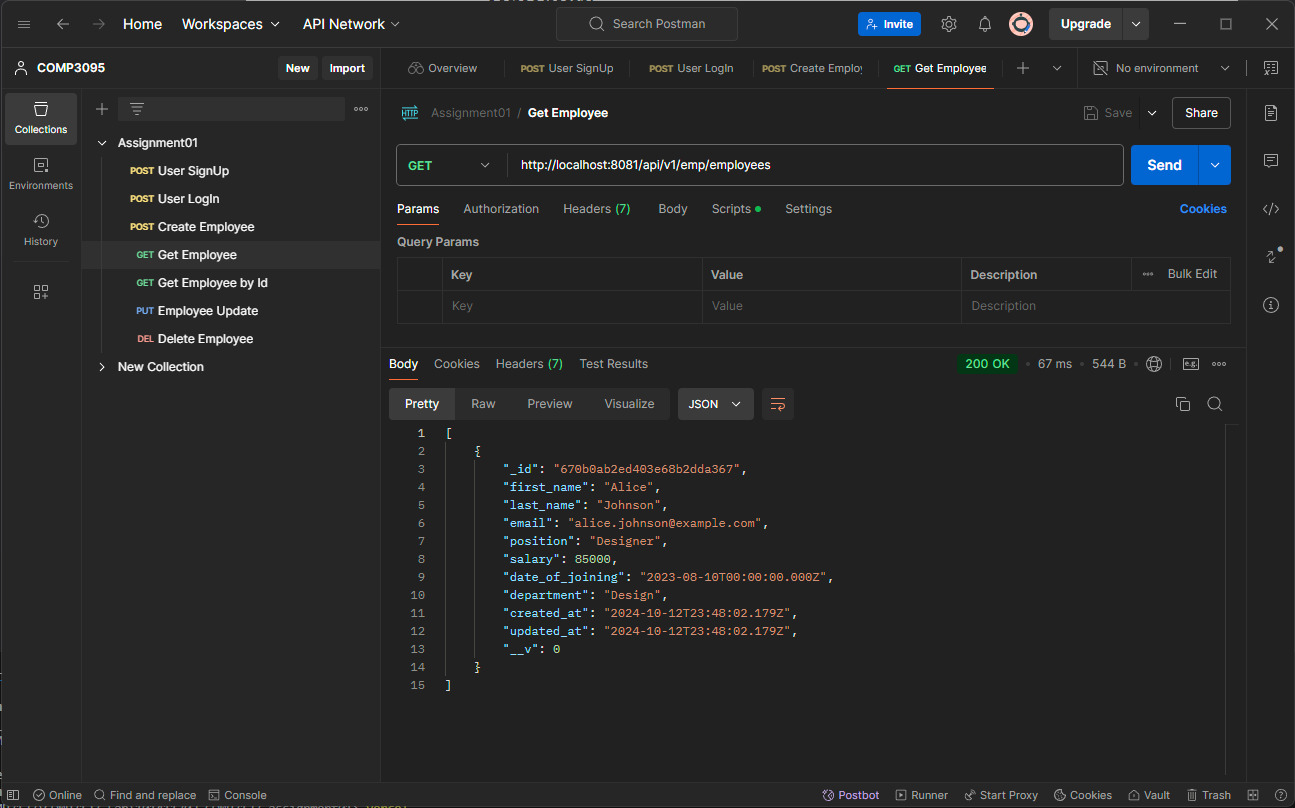 Home Workspaces API Network Search Postman Invite Upgrade
COMP3095 New Import
Overview POST User SignUp POST User LogIn POST Create Employ GET Get Employee No environment
Collections
Environments
History
Assignment01
POST User SignUp
POST User LogIn
POST Create Employee
GET Get Employee
GET Get Employee by Id
PUT Employee Update
DEL Delete Employee
New Collection
HTTP Assignment01 / Get Employee Save Share
GET http://localhost:8081/api/v1/emp/employees Send
Params Authorization Headers (7) Body Scripts Settings Cookies
Query Params
Key Value Description Bulk Edit
Key Value Description
Body Cookies Headers (7) Test Results 200 OK 67 ms 544 B e.g.
Pretty Raw Preview Visualize JSON
1 [
2 {
3 "_id": "670b0ab2ed403e68b2dda367",
4 "first_name": "Alice",
5 "last_name": "Johnson",
6 "email": "alice.johnson@example.com",
7 "position": "Designer",
8 "salary": 85000,
9 "date_of_joining": "2023-08-10T00:00:00.000Z",
10 "department": "Design",
11 "created_at": "2024-10-12T23:48:02.179Z",
12 "updated_at": "2024-10-12T23:48:02.179Z",
13 "__v": 0
14 }
15 ]
Online Find and replace Console Postbot Runner Start Proxy Cookies Vault Trash